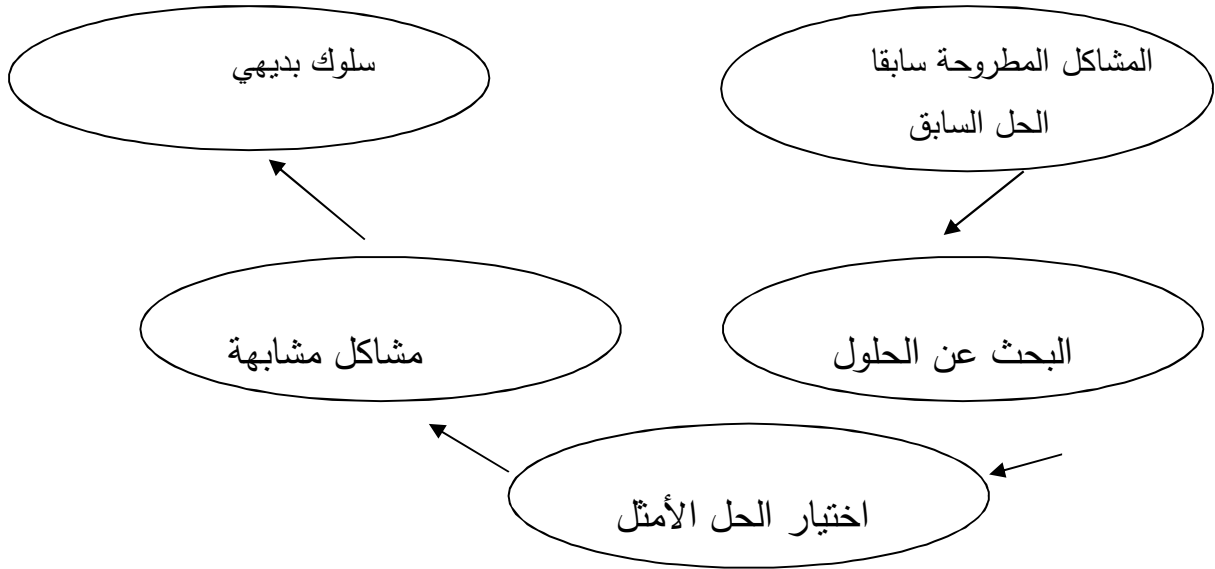 المشاكل المطروحة سابقا
الحل السابق
البحث عن الحلول
اختيار الحل الأمثل
مشاكل مشابهة
سلوك بديهي